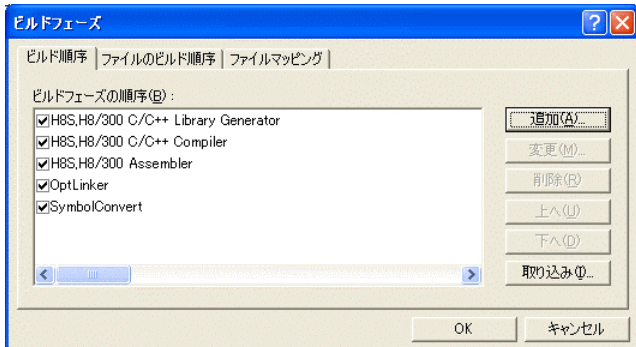 ビルドフェーズ
ビルド順序 ファイルのビルド順序 ファイルマッピング
ビルドフェーズの順序(B) :
H8S,H8/300 C/C++ Library Generator
H8S,H8/300 C/C++ Compiler
H8S,H8/300 Assembler
OptLinker
SymbolConvert
追加(A)...
変更(M)...
削除(R)
上へ(U)
下へ(D)
取り込み(I)...
OK キャンセル